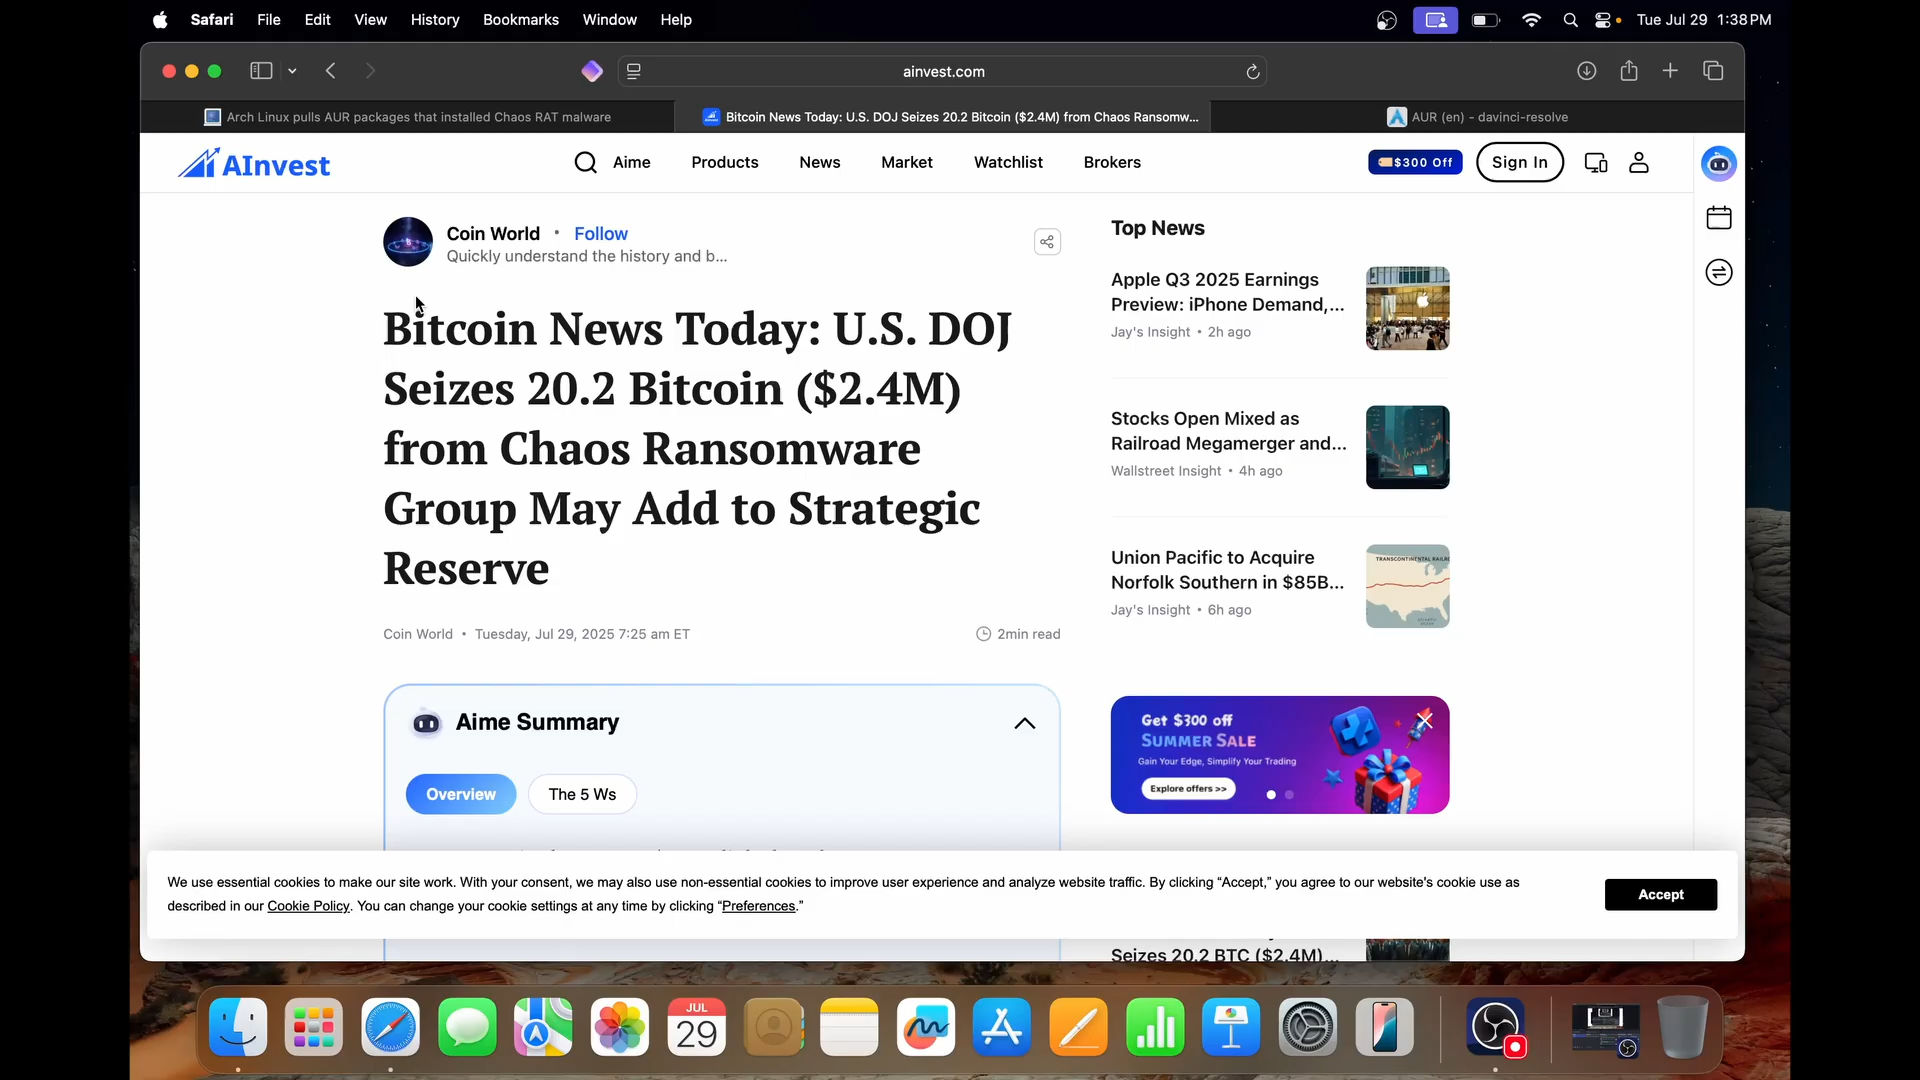 Safari File Edit View History Bookmarks Window Help
Tue Jul 29 1:38 PM
ainvest.com
Arch Linux pulls AUR packages that installed Chaos RAT malware
Bitcoin News Today: U.S. DOJ Seizes 20.2 Bitcoin ($2.4M) from Chaos Ransomw...
AUR (en) - davinci-resolve
AInvest
Aime Products News Market Watchlist Brokers
$300 Off
Sign In
Coin World • Follow
Quickly understand the history and b...
Bitcoin News Today: U.S. DOJ
Seizes 20.2 Bitcoin ($2.4M)
from Chaos Ransomware
Group May Add to Strategic
Reserve
Coin World • Tuesday, Jul 29, 2025 7:25 am ET
2min read
Aime Summary
Overview
The 5 Ws
Top News
Apple Q3 2025 Earnings
Preview: iPhone Demand,...
Jay's Insight • 2h ago
Stocks Open Mixed as
Railroad Megamerger and...
Wallstreet Insight • 4h ago
Union Pacific to Acquire
Norfolk Southern in $85B...
Jay's Insight • 6h ago
TRANSCONTINENTAL RAILR
Get $300 off
SUMMER SALE
Gain Your Edge, Simplify Your Trading
Explore offers >>
We use essential cookies to make our site work. With your consent, we may also use non-essential cookies to improve user experience and analyze website traffic. By clicking “Accept,” you agree to our website's cookie use as
described in our Cookie Policy. You can change your cookie settings at any time by clicking “Preferences.”
Accept
Seizes 20.2 BTC ($2.4M)...
JUL
29